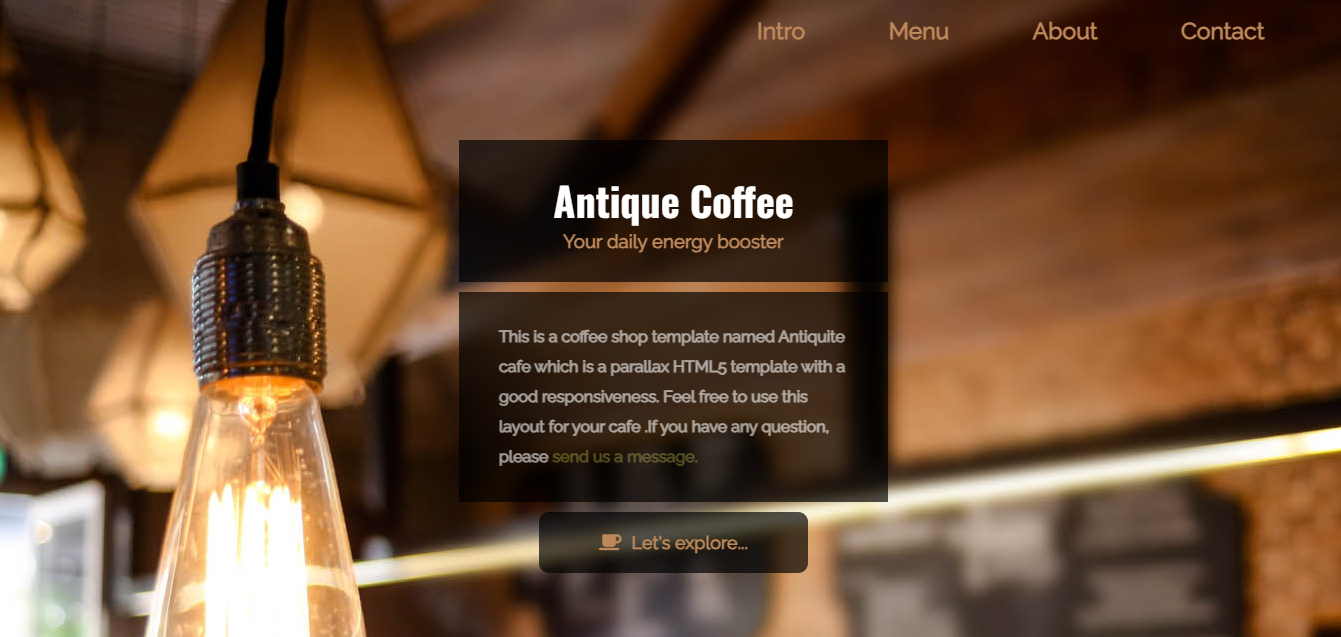 Intro Menu About Contact
Antique Coffee
Your daily energy booster
This is a coffee shop template named Antiquite
cafe which is a parallax HTML5 template with a
good responsiveness. Feel free to use this
layout for your cafe .If you have any question,
please send us a message.
Let's explore...